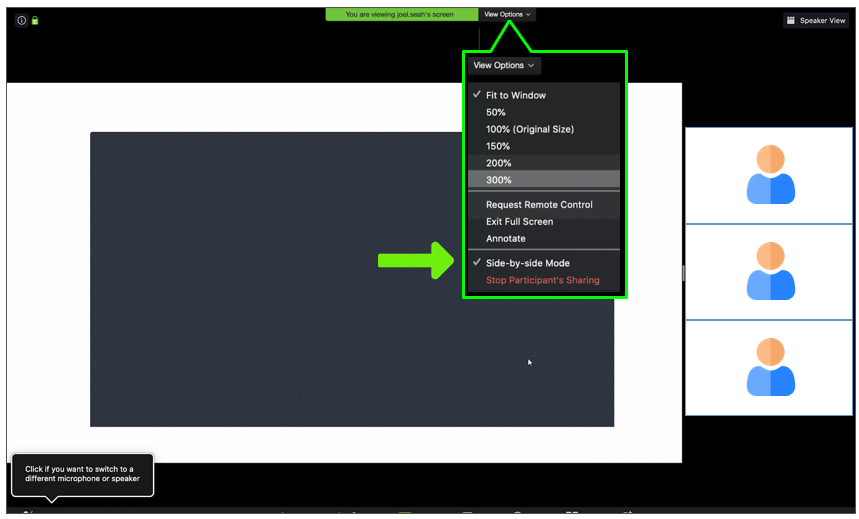 You are viewing joel.seah's screen
View Options
Speaker View
View Options
Fit to Window
50%
100% (Original Size)
150%
200%
300%
Request Remote Control
Exit Full Screen
Annotate
Side-by-side Mode
Stop Participant's Sharing
Click if you want to switch to a
different microphone or speaker